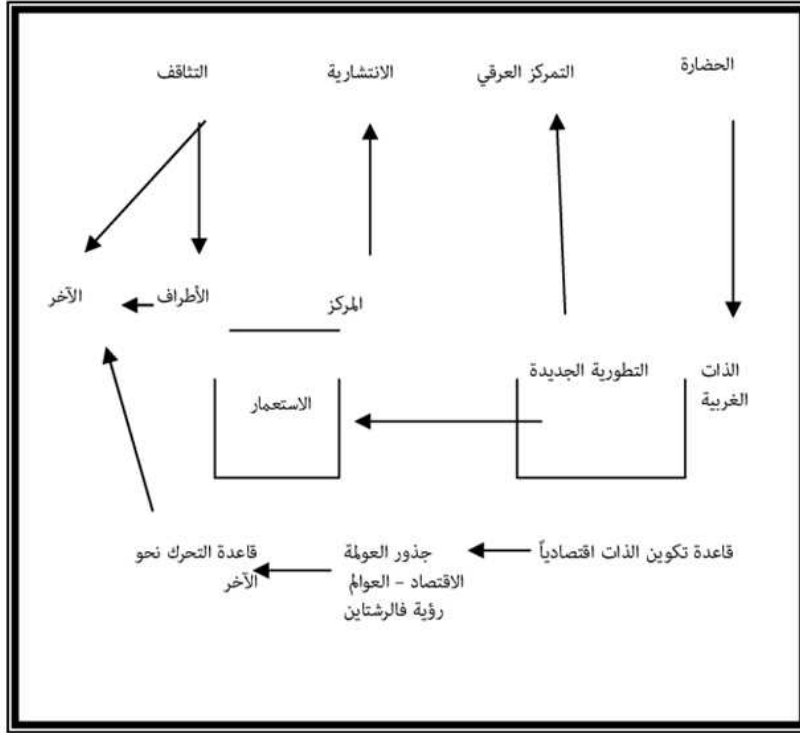 الحضارة
التمركز العرقي
الانتشارية
التثاقف
المركز
الأطراف
الآخر
الذات
الغربية
التطورية الجديدة
الاستعمار
قاعدة تكوين الذات اقتصادياً
جذور العولمة
الاقتصاد – العوالم
رؤية فالرشتاين
قاعدة التحرك نحو
الآخر